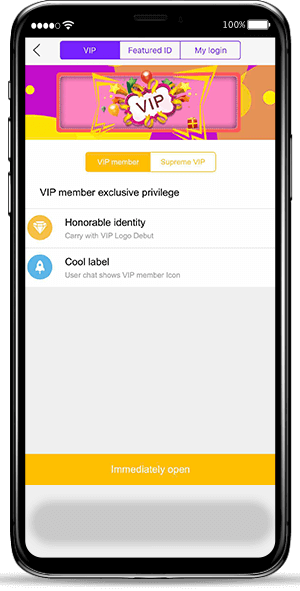 100%
VIP Featured ID My login
VIP
VIP member Supreme VIP
VIP member exclusive privilege
Honorable identity
Carry with VIP Logo Debut
Cool label
User chat shows VIP member Icon
Immediately open